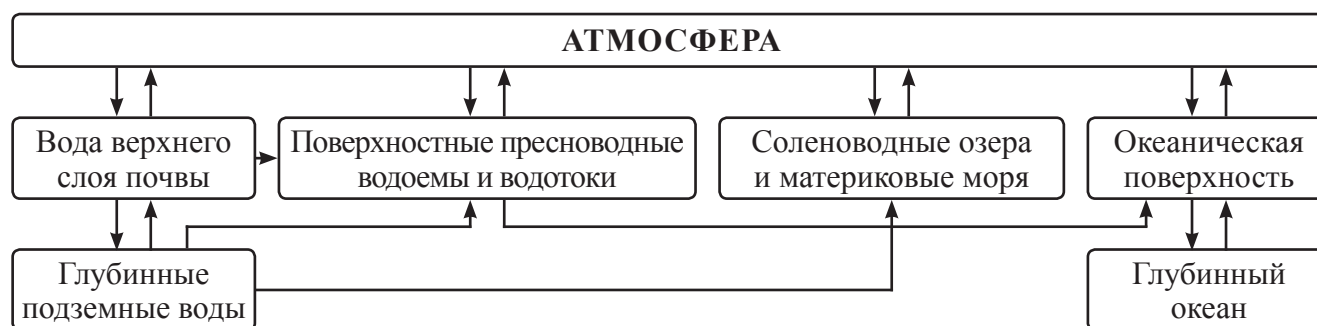 АТМОСФЕРА
Вода верхнего
слоя почвы
Поверхностные пресноводные
водоемы и водотоки
Соленоводные озера
и материковые моря
Океаническая
поверхность
Глубинные
подземные воды
Глубинный
океан